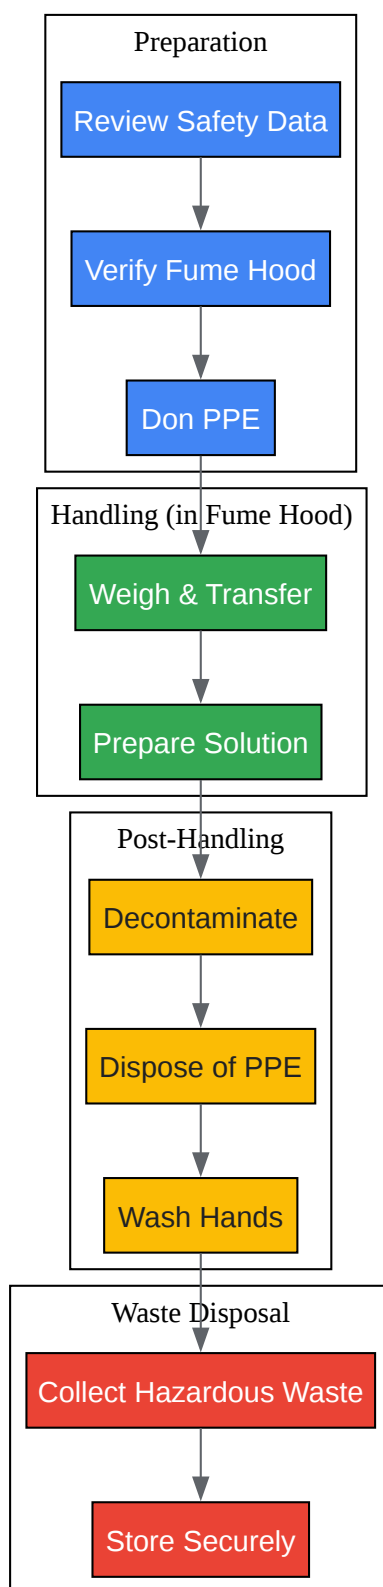 Preparation
Review Safety Data
Verify Fume Hood
Don PPE
Handling (in Fume Hood)
Weigh & Transfer
Prepare Solution
Post-Handling
Decontaminate
Dispose of PPE
Wash Hands
Waste Disposal
Collect Hazardous Waste
Store Securely